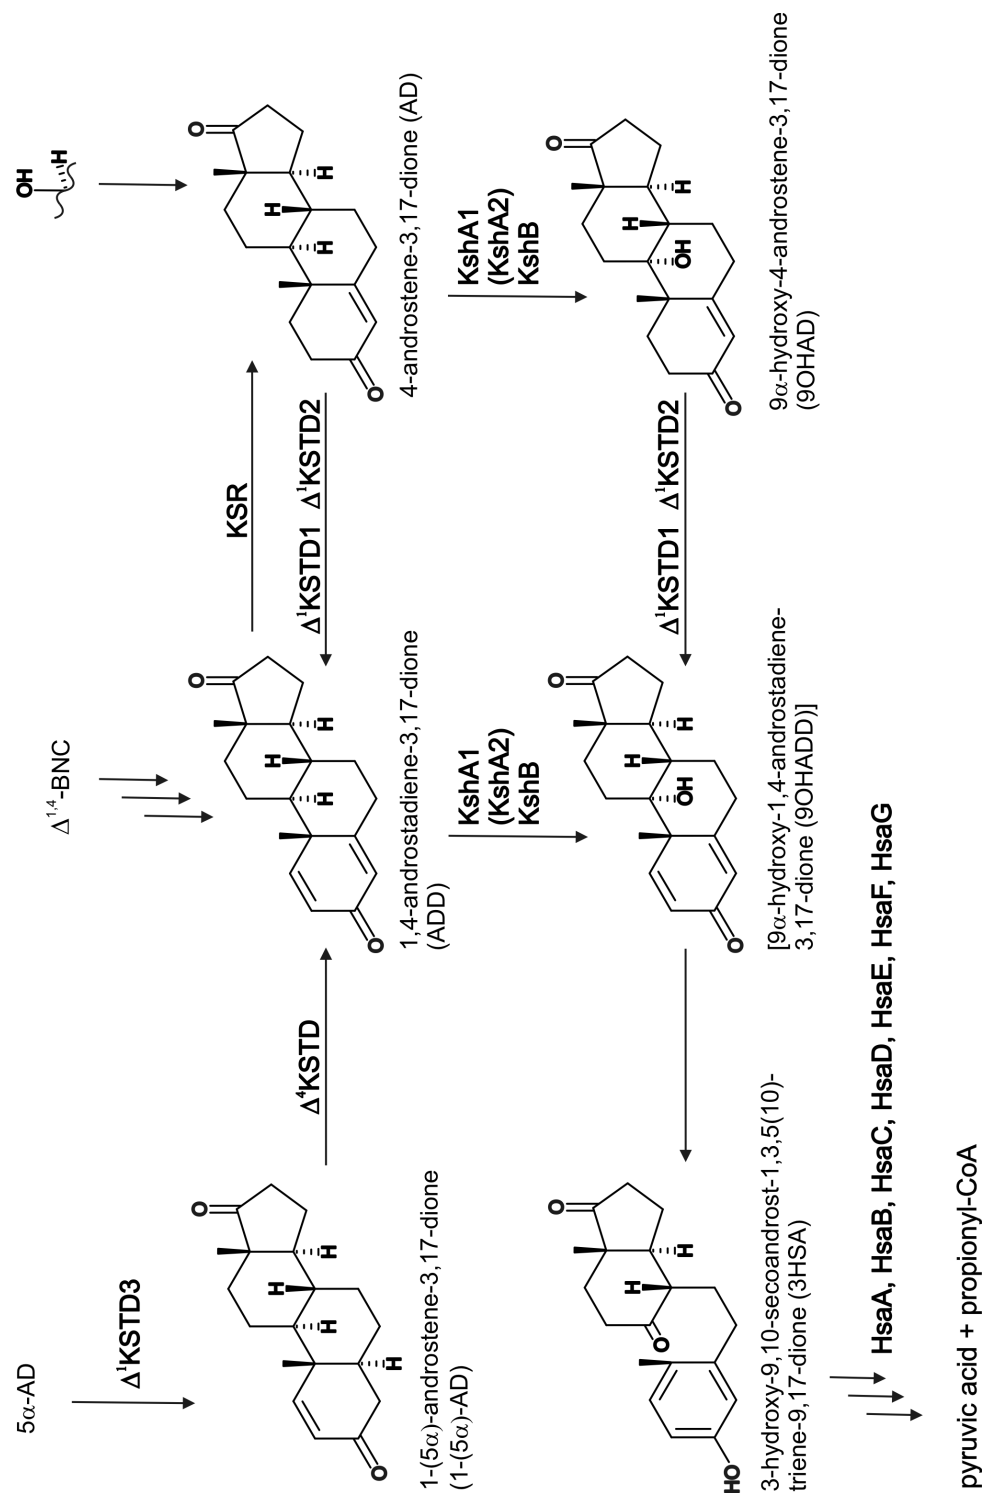 5α-AD
Δ¹KSTD3
Δ¹,⁴-BNC
OH
H
O
H
H
H
H
O
1-(5α)-androstene-3,17-dione
(1-(5α)-AD)
Δ⁴KSTD
O
H
H
H
O
1,4-androstadiene-3,17-dione
(ADD)
KSR
Δ¹KSTD1 Δ¹KSTD2
O
H
H
H
O
4-androstene-3,17-dione (AD)
KshA1
(KshA2)
KshB
KshA1
(KshA2)
KshB
O
H
H
O
HO
3-hydroxy-9,10-secoandrost-1,3,5(10)-
triene-9,17-dione (3HSA)
O
H
H
OH
O
[9α-hydroxy-1,4-androstadiene-
3,17-dione (9OHADD)]
Δ¹KSTD1 Δ¹KSTD2
O
H
H
OH
O
9α-hydroxy-4-androstene-3,17-dione
(9OHAD)
HsaA, HsaB, HsaC, HsaD, HsaE, HsaF, HsaG
pyruvic acid + propionyl-CoA